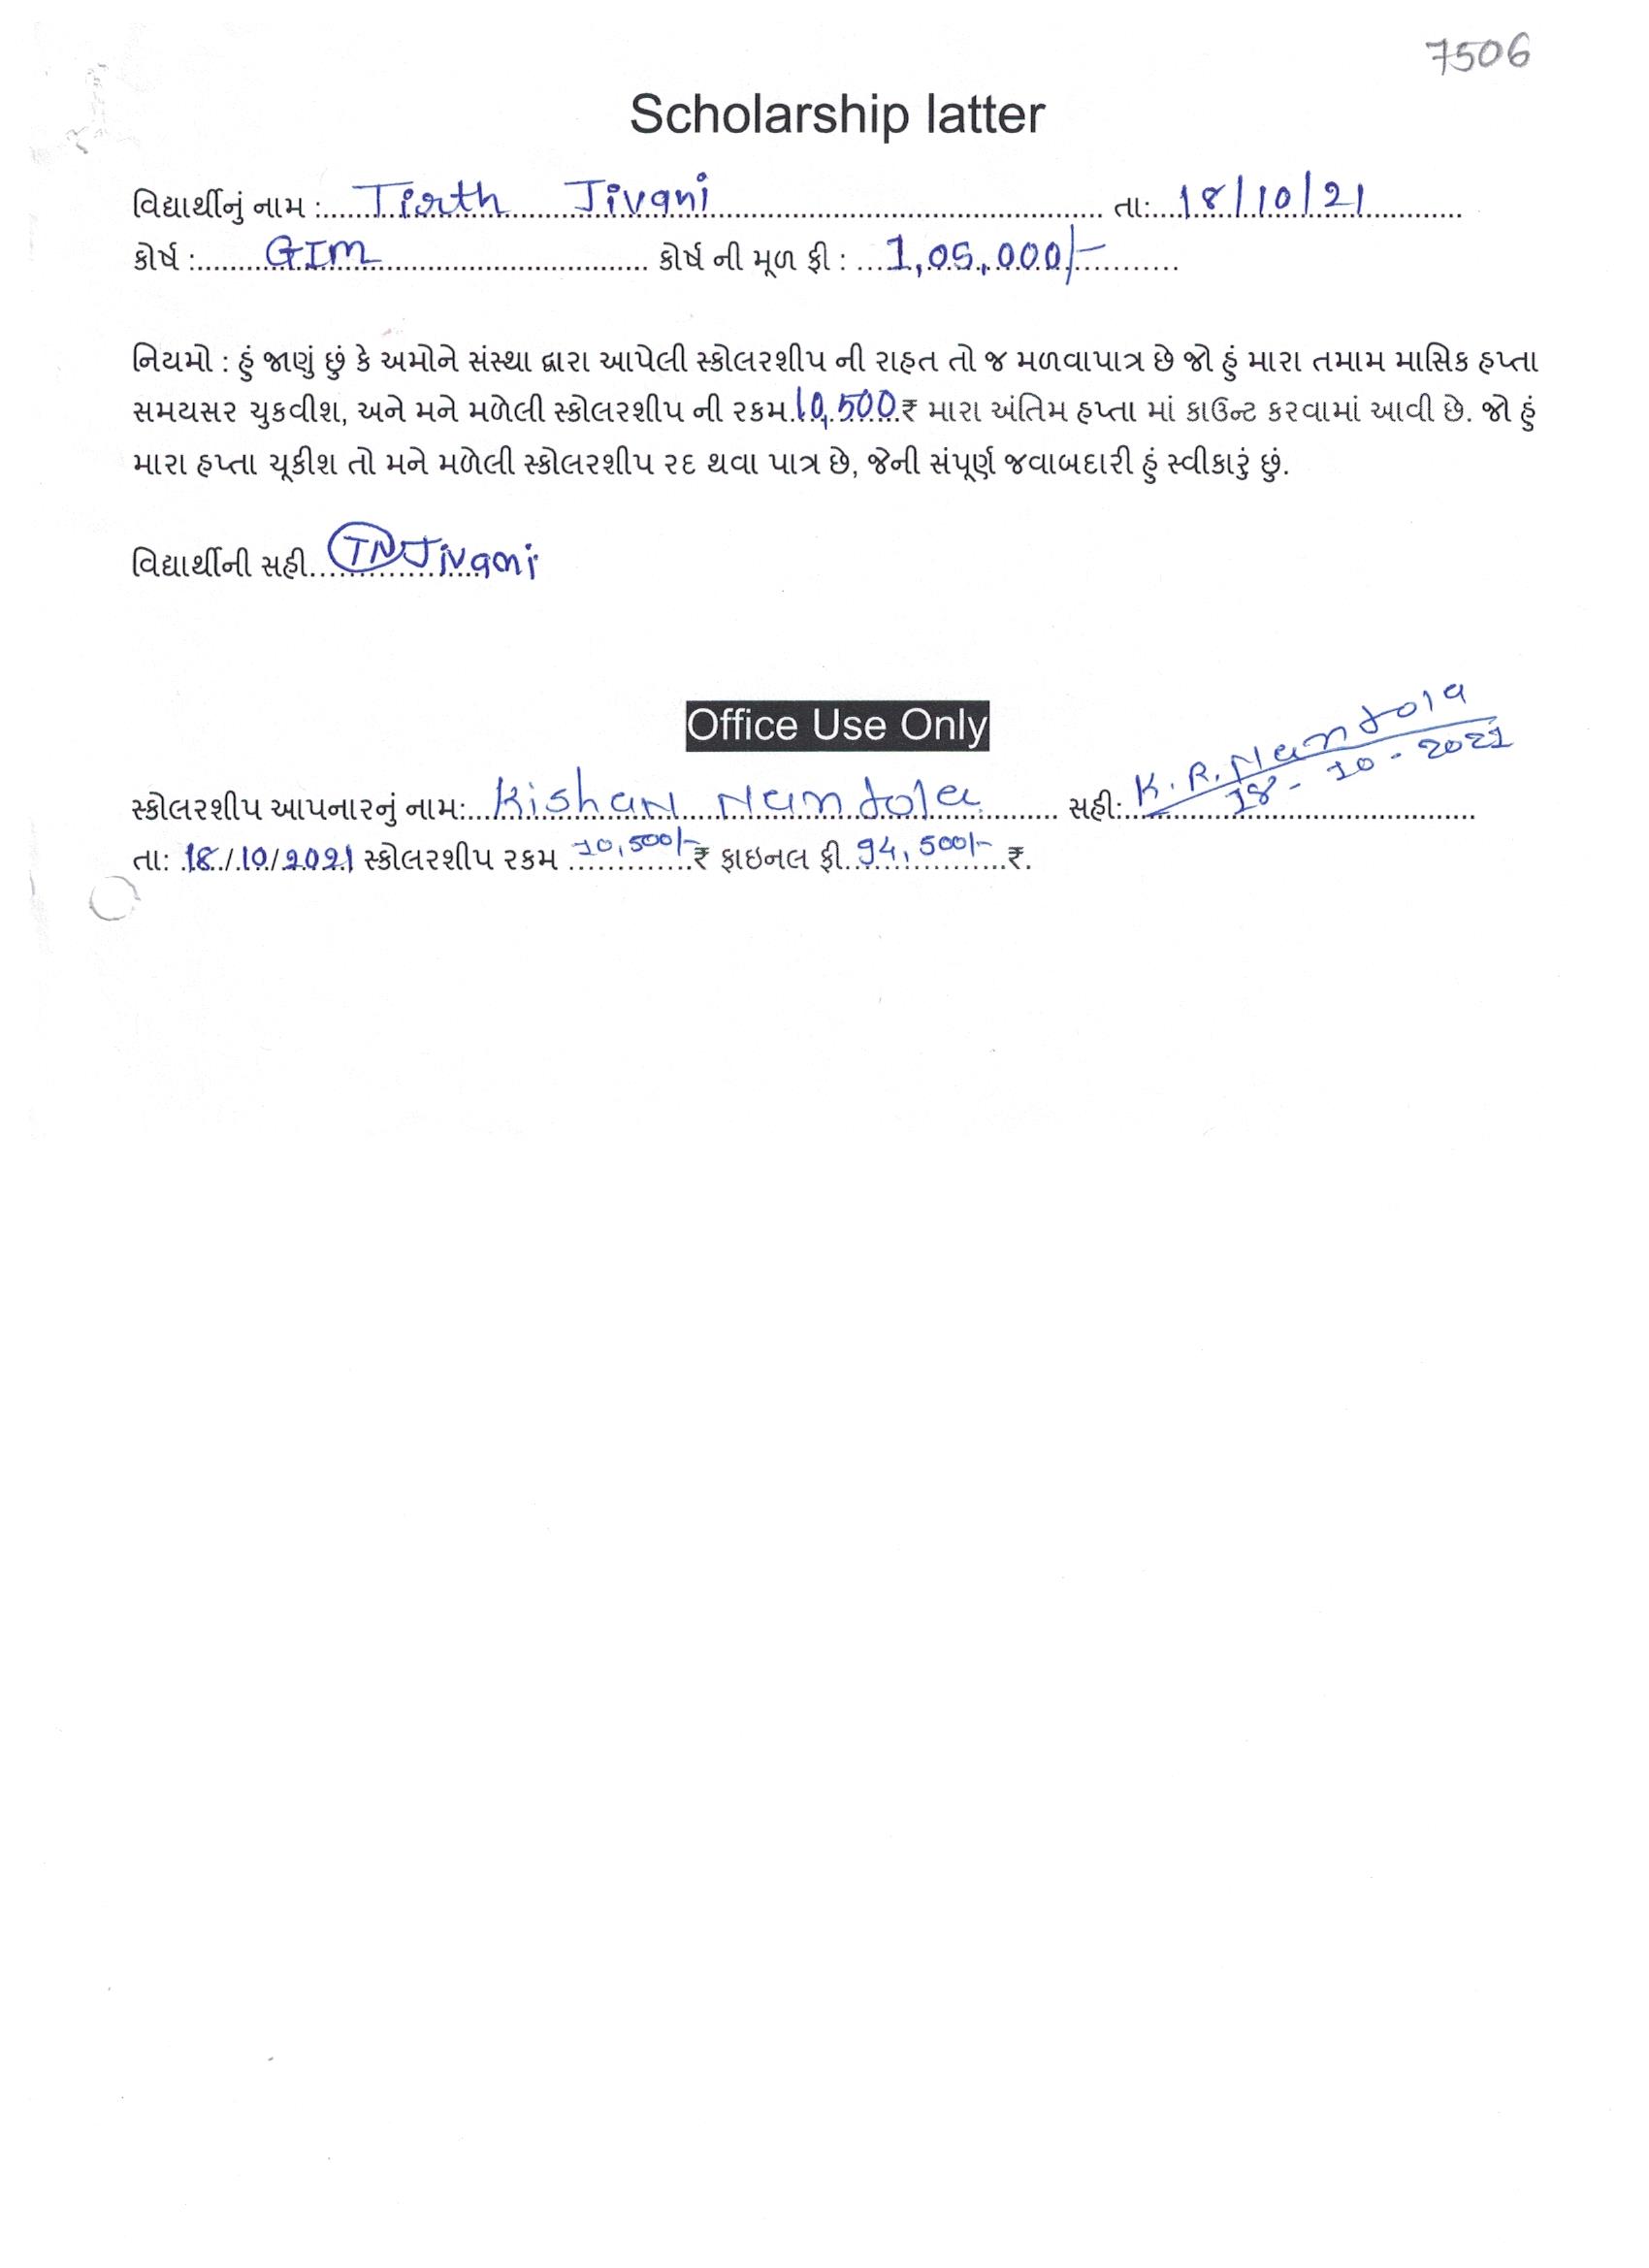 7506
Scholarship latter
વિદ્યાર્થીનું નામ :..... Tirth Jivani ..... તા:.... 18/10/21 .....
કોર્ષ :..... GIM ..... કોર્ષ ની મૂળ ફી : ... 1,05,000/- .....
નિયમો : હું જાણું છું કે અમોને સંસ્થા દ્વારા આપેલી સ્કોલરશીપ ની રાહત તો જ મળવાપાત્ર છે જો હું મારા તમામ માસિક હપ્તા
સમયસર ચુકવીશ, અને મને મળેલી સ્કોલરશીપ ની રકમ 10,500 ₹ મારા અંતિમ હપ્તા માં કાઉન્ટ કરવામાં આવી છે. જો હું
મારા હપ્તા ચૂકીશ તો મને મળેલી સ્કોલરશીપ રદ થવા પાત્ર છે, જેની સંપૂર્ણ જવાબદારી હું સ્વીકારું છું.
વિદ્યાર્થીની સહી..... TNJivani
Office Use Only
સ્કોલરશીપ આપનારનું નામ:..... Kishan Nandola ..... સહી: K. R. Nandola
18-10-2021
તા: 18/10/2021 સ્કોલરશીપ રકમ 10,500/- ₹ ફાઇનલ ફી 94,500/- ₹.